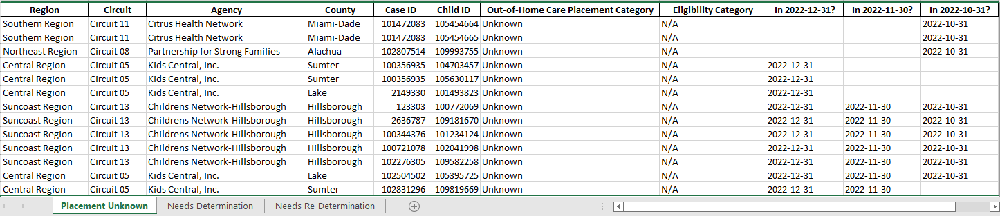 Region Circuit Agency County Case ID Child ID Out-of-Home Care Placement Category Eligibility Category In 2022-12-31? In 2022-11-30? In 2022-10-31?
Southern Region Circuit 11 Citrus Health Network Miami-Dade 101472083 105454664 Unknown N/A 2022-10-31
Southern Region Circuit 11 Citrus Health Network Miami-Dade 101472083 105454665 Unknown N/A 2022-10-31
Northeast Region Circuit 08 Partnership for Strong Families Alachua 102807514 109993755 Unknown N/A 2022-10-31
Central Region Circuit 05 Kids Central, Inc. Sumter 100356935 104703457 Unknown N/A 2022-12-31
Central Region Circuit 05 Kids Central, Inc. Sumter 100356935 105630117 Unknown N/A 2022-12-31
Central Region Circuit 05 Kids Central, Inc. Lake 2149330 101493823 Unknown N/A 2022-12-31
Suncoast Region Circuit 13 Childrens Network-Hillsborough Hillsborough 123303 100772069 Unknown N/A 2022-12-31 2022-11-30 2022-10-31
Suncoast Region Circuit 13 Childrens Network-Hillsborough Hillsborough 2636787 109181670 Unknown N/A 2022-12-31 2022-11-30 2022-10-31
Suncoast Region Circuit 13 Childrens Network-Hillsborough Hillsborough 100344376 101234124 Unknown N/A 2022-12-31 2022-11-30 2022-10-31
Suncoast Region Circuit 13 Childrens Network-Hillsborough Hillsborough 100721078 102041998 Unknown N/A 2022-12-31 2022-11-30 2022-10-31
Suncoast Region Circuit 13 Childrens Network-Hillsborough Hillsborough 102276305 109582258 Unknown N/A 2022-12-31 2022-11-30 2022-10-31
Central Region Circuit 05 Kids Central, Inc. Lake 102504502 105395725 Unknown N/A 2022-12-31 2022-11-30 2022-10-31
Central Region Circuit 05 Kids Central, Inc. Sumter 102831296 109819669 Unknown N/A 2022-12-31 2022-11-30
Placement Unknown Needs Determination Needs Re-Determination